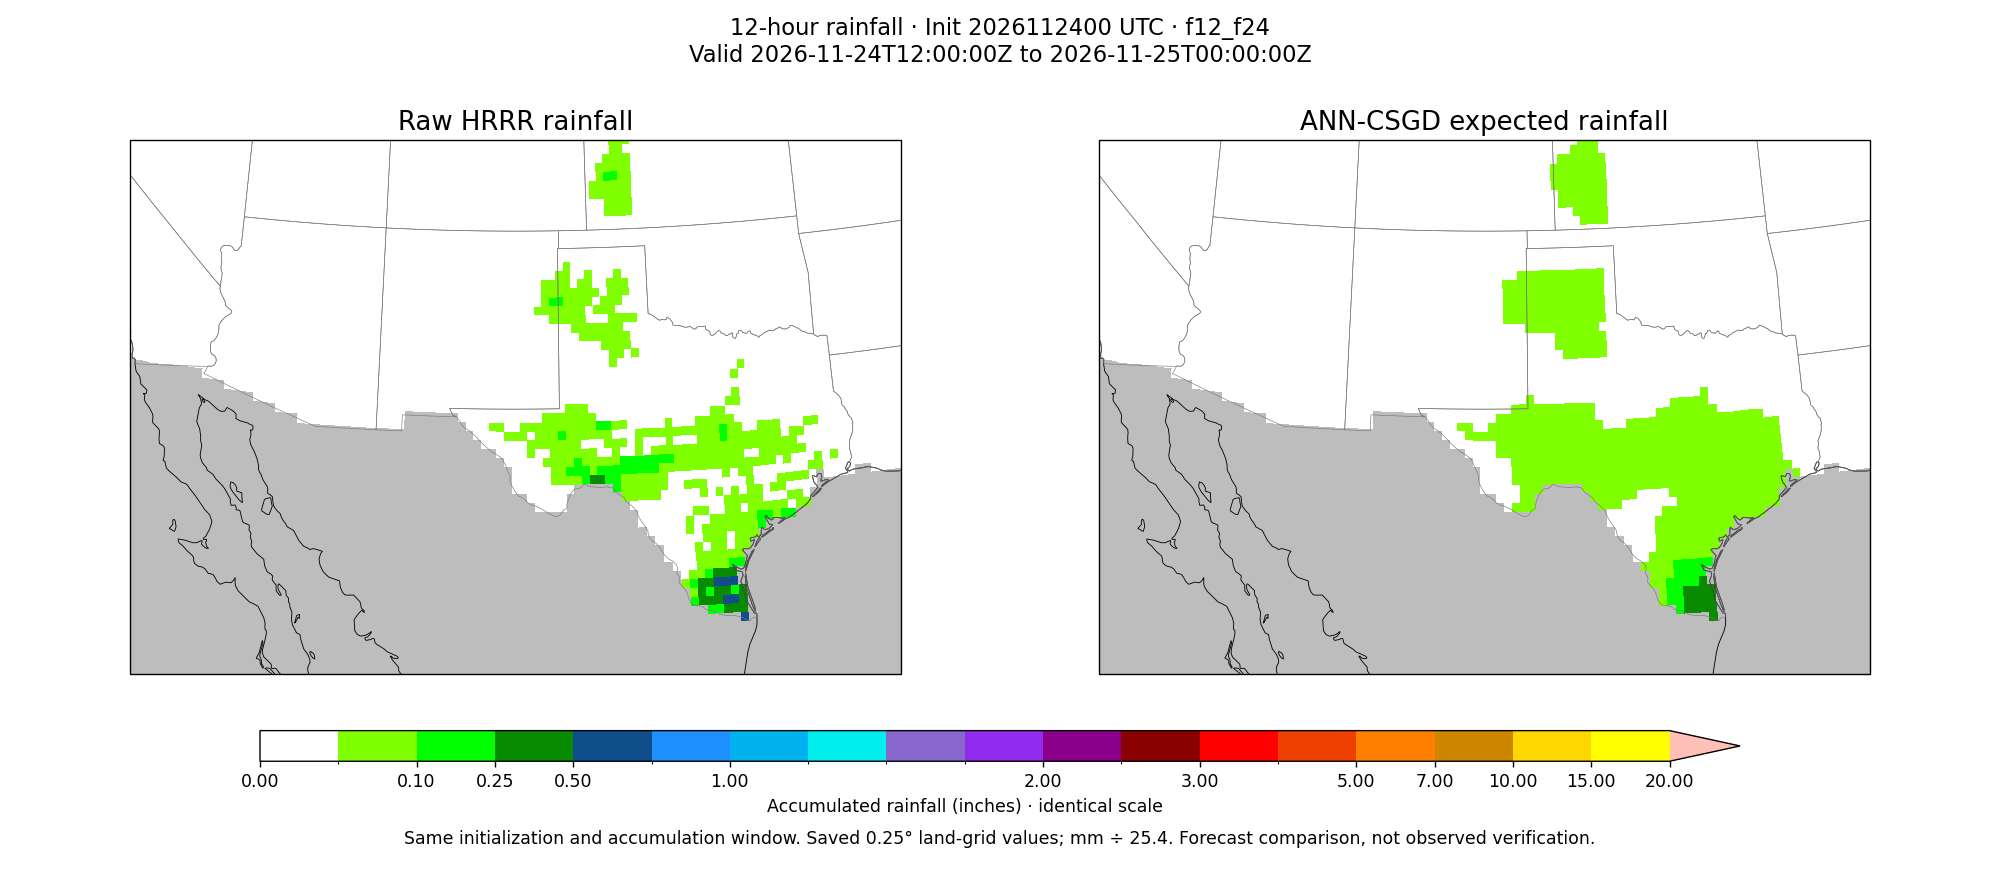 12-hour rainfall · Init 2026112400 UTC · f12_f24
Valid 2026-11-24T12:00:00Z to 2026-11-25T00:00:00Z
Raw HRRR rainfall
ANN-CSGD expected rainfall
0.00 0.10 0.25 0.50 1.00 2.00 3.00 5.00 7.00 10.00 15.00 20.00
Accumulated rainfall (inches) · identical scale
Same initialization and accumulation window. Saved 0.25° land-grid values; mm ÷ 25.4. Forecast comparison, not observed verification.